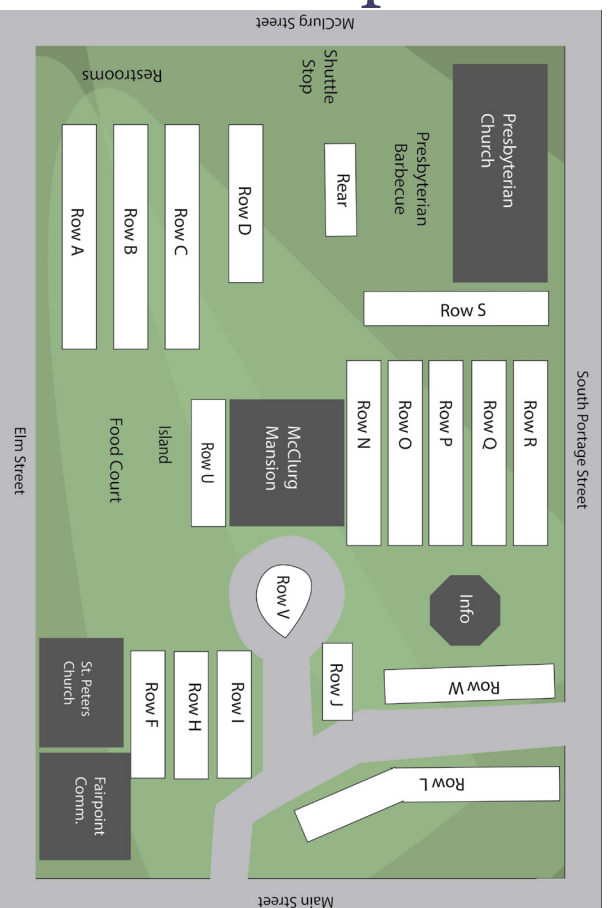 McClurg Street
Restrooms
Shuttle
Stop
Presbyterian
Church
Presbyterian
Barbecue
Rear
Row D
Row C
Row B
Row A
Row S
South Portage Street
Row R
Row Q
Row P
Row O
Row N
McClurg
Mansion
Row U
Island
Food Court
Elm Street
Row V
Info
Row J
Row W
Row I
Row H
Row F
St. Peters
Church
Fairpoint
Comm.
Row L
Main Street